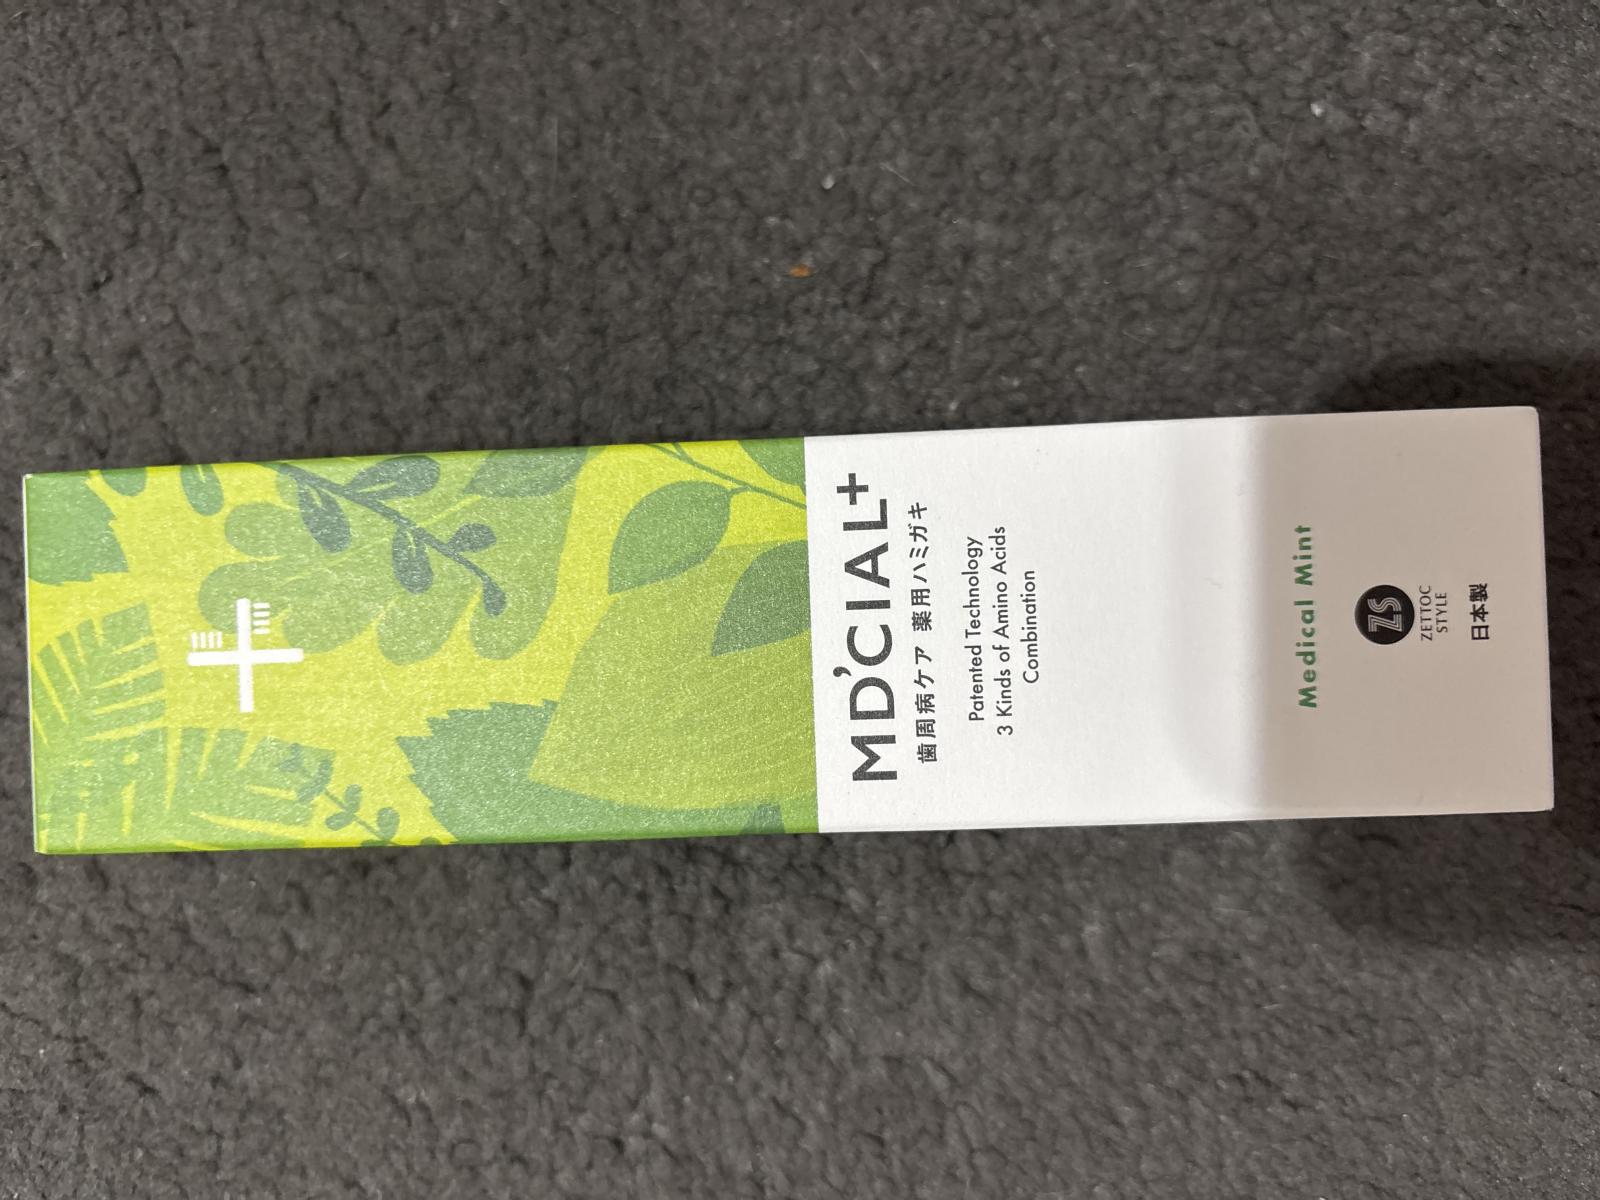 MD'CIAL+
歯周病ケア 薬用ハミガキ
Patented Technology
3 Kinds of Amino Acids
Combination
Medical Mint
ZS
ZETTOC
STYLE
日本製